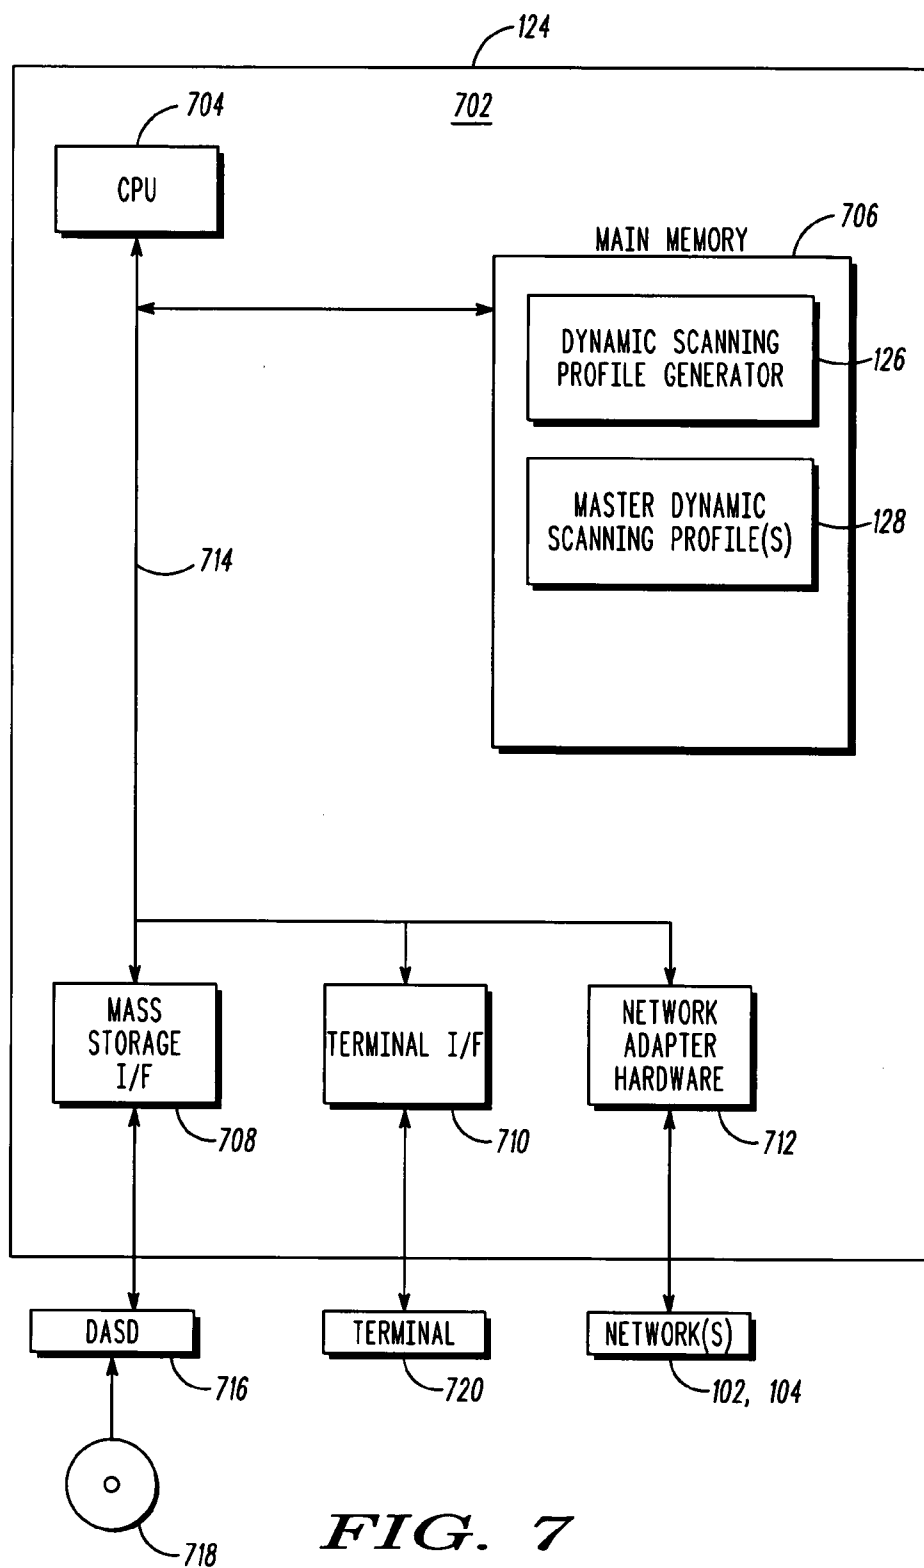 124
702
704
CPU
706
MAIN MEMORY
DYNAMIC SCANNING
PROFILE GENERATOR
126
MASTER DYNAMIC
SCANNING PROFILE(S)
128
714
MASS
STORAGE
I/F
708
TERMINAL I/F
710
NETWORK
ADAPTER
HARDWARE
712
DASD
716
TERMINAL
720
NETWORK(S)
102, 104
718
FIG. 7